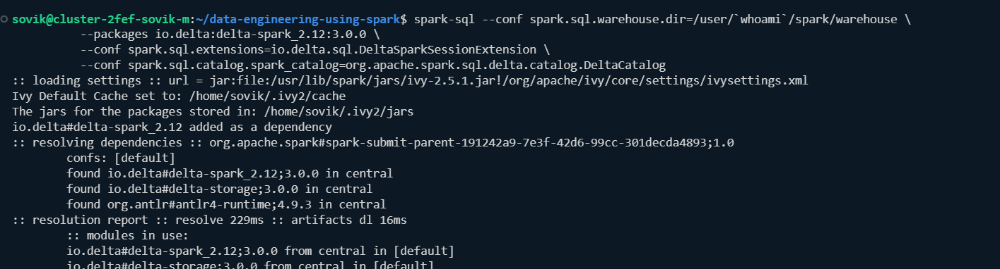 sovik@cluster-2fef-sovik-m:~/data-engineering-using-spark$ spark-sql --conf spark.sql.warehouse.dir=/user/`whoami`/spark/warehouse \
--packages io.delta:delta-spark_2.12:3.0.0 \
--conf spark.sql.extensions=io.delta.sql.DeltaSparkSessionExtension \
--conf spark.sql.catalog.spark_catalog=org.apache.spark.sql.delta.catalog.DeltaCatalog
:: loading settings :: url = jar:file:/usr/lib/spark/jars/ivy-2.5.1.jar!/org/apache/ivy/core/settings/ivysettings.xml
Ivy Default Cache set to: /home/sovik/.ivy2/cache
The jars for the packages stored in: /home/sovik/.ivy2/jars
io.delta#delta-spark_2.12 added as a dependency
:: resolving dependencies :: org.apache.spark#spark-submit-parent-191242a9-7e3f-42d6-99cc-301decda4893;1.0
confs: [default]
found io.delta#delta-spark_2.12;3.0.0 in central
found io.delta#delta-storage;3.0.0 in central
found org.antlr#antlr4-runtime;4.9.3 in central
:: resolution report :: resolve 229ms :: artifacts dl 16ms
:: modules in use:
io.delta#delta-spark_2.12;3.0.0 from central in [default]
io.delta#delta-storage;3.0.0 from central in [default]